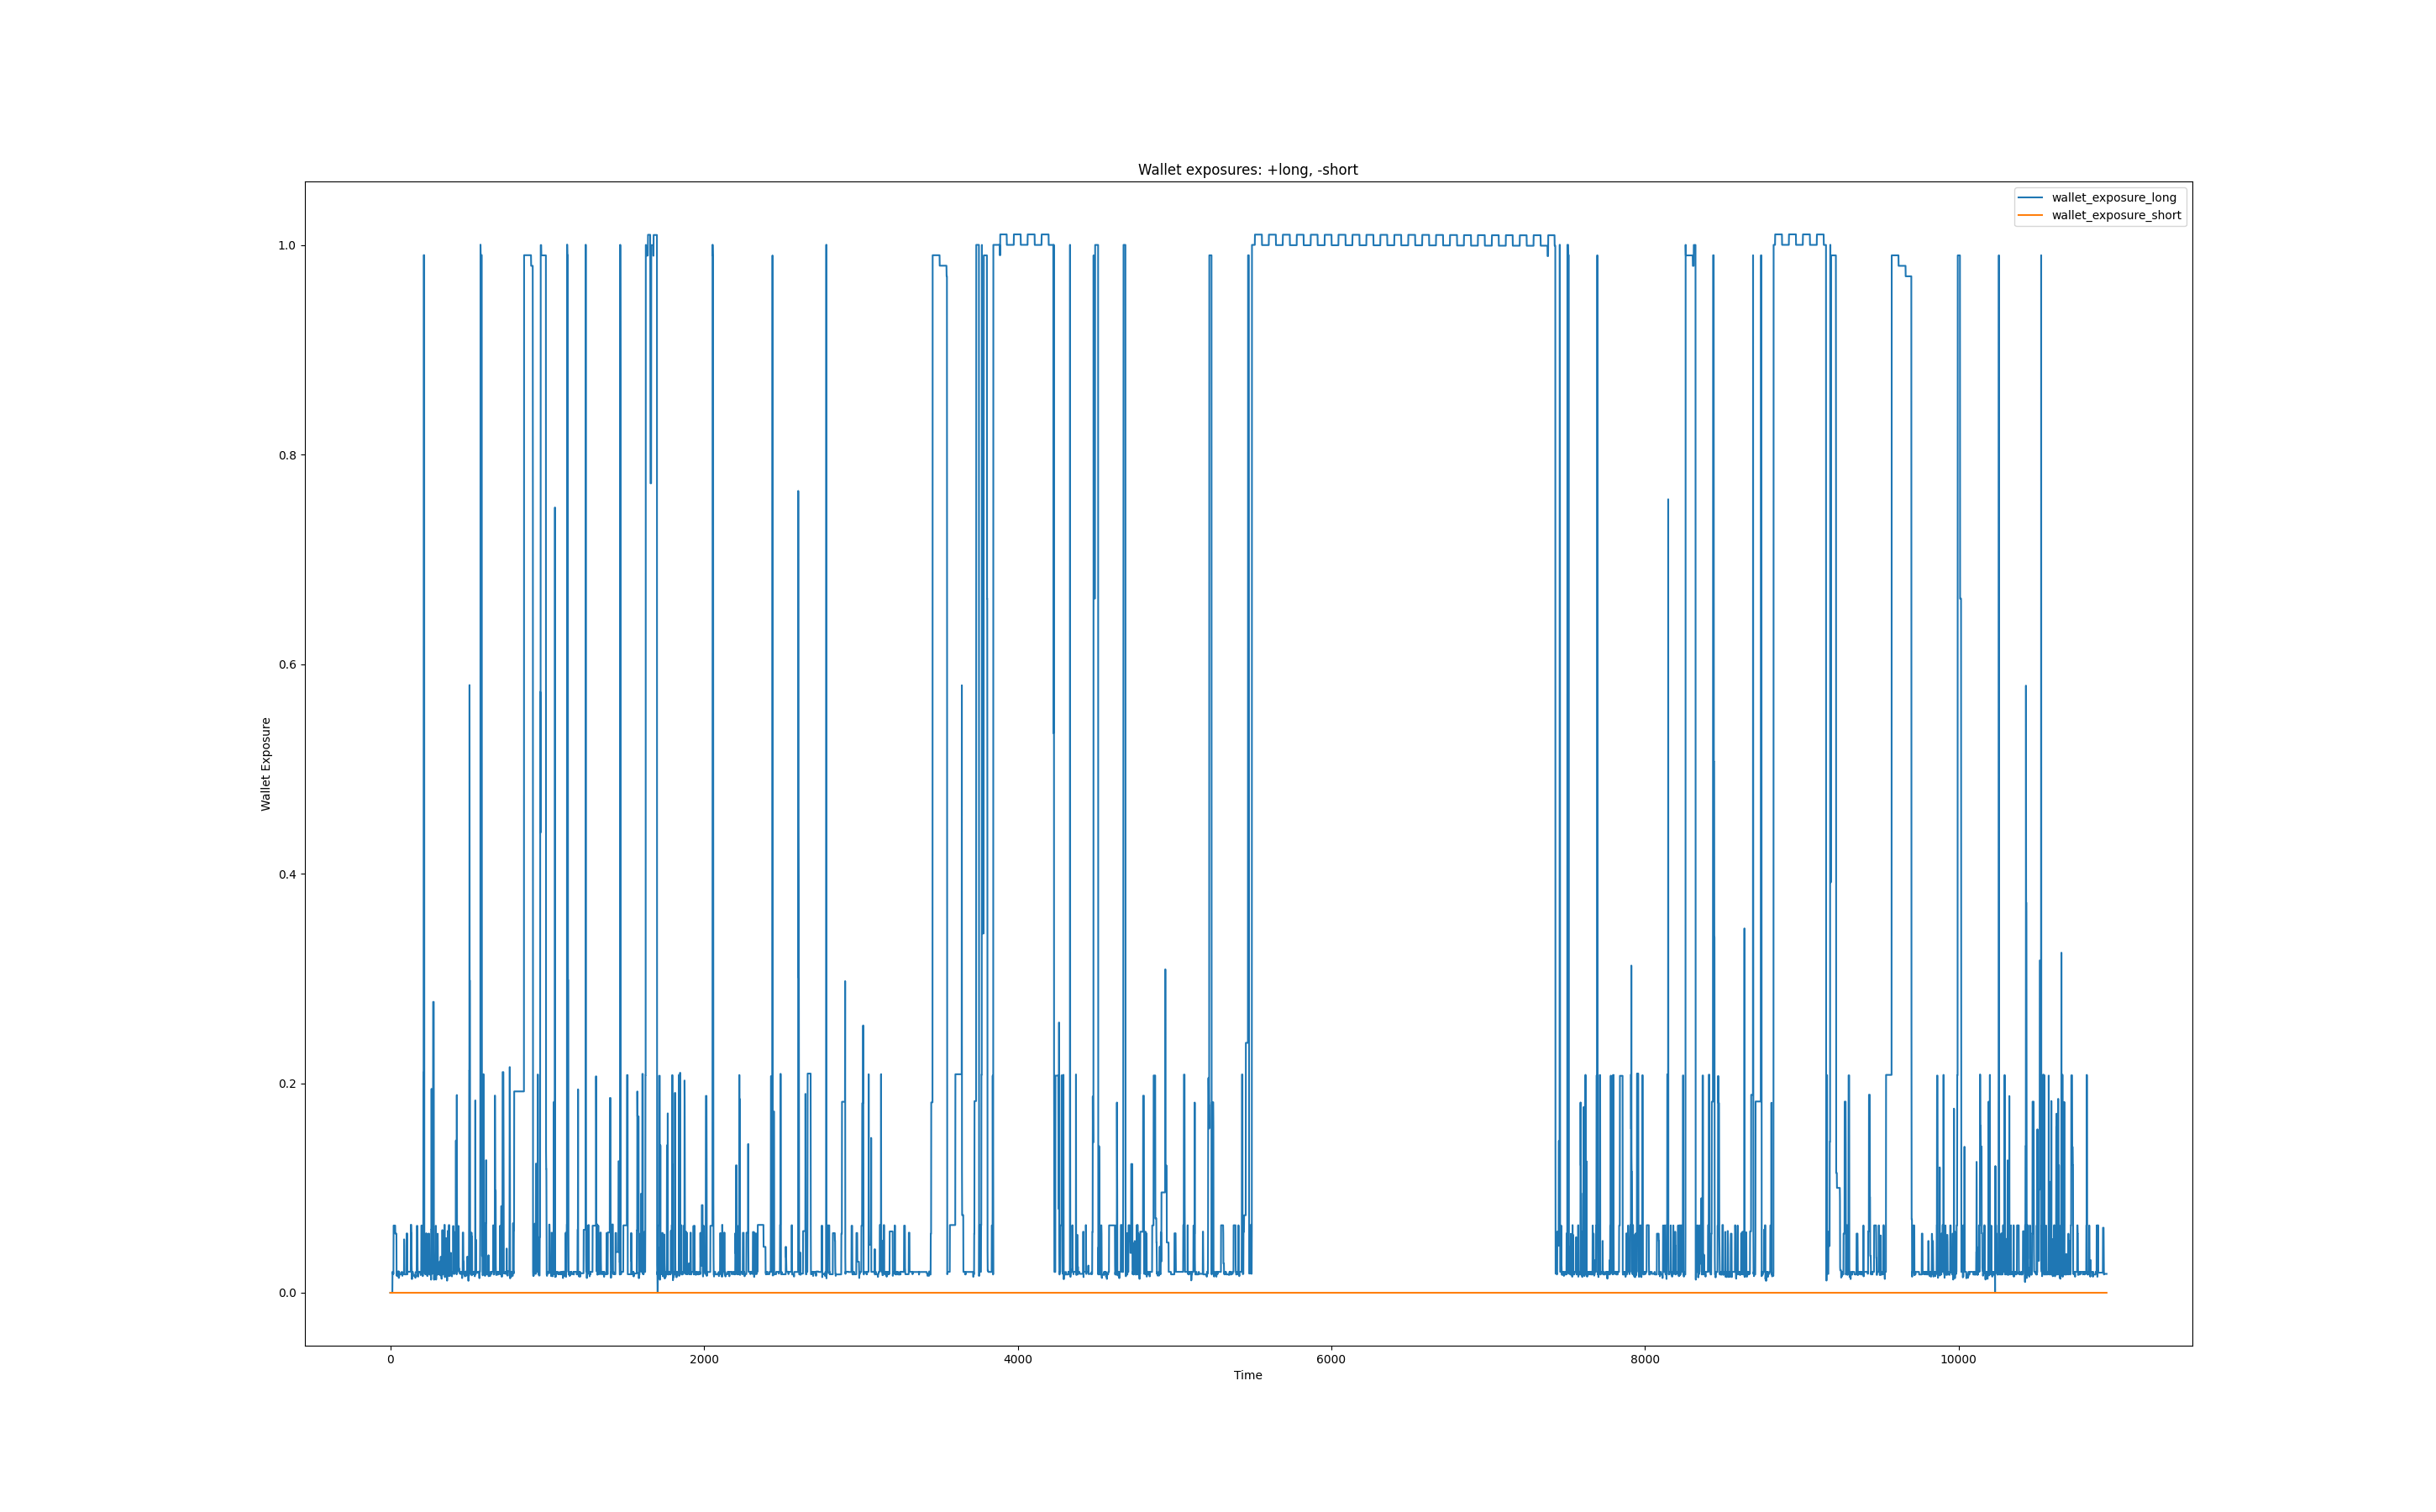 Wallet exposures: +long, -short
wallet_exposure_long
wallet_exposure_short
1.0
0.8
0.6
0.4
0.2
0.0
Wallet Exposure
0 2000 4000 6000 8000 10000
Time